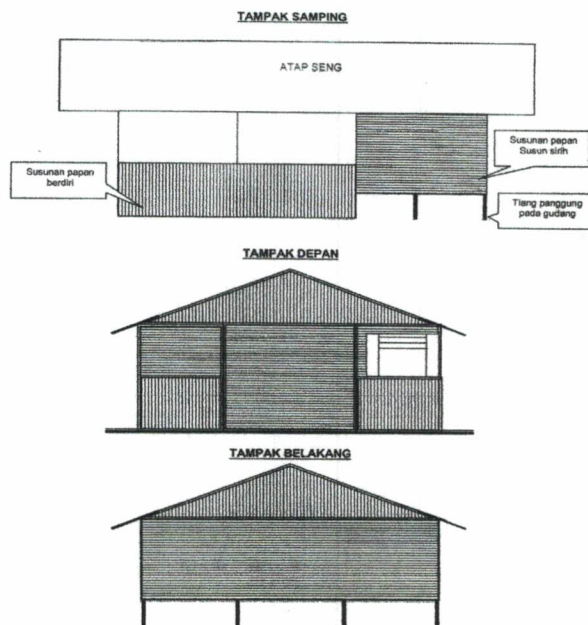 TAMPAK SAMPING
ATAP SENG
Susunan papan
Susun sirih
Susunan papan
berdiri
Tiang panggung
pada gudang
TAMPAK DEPAN
TAMPAK BELAKANG